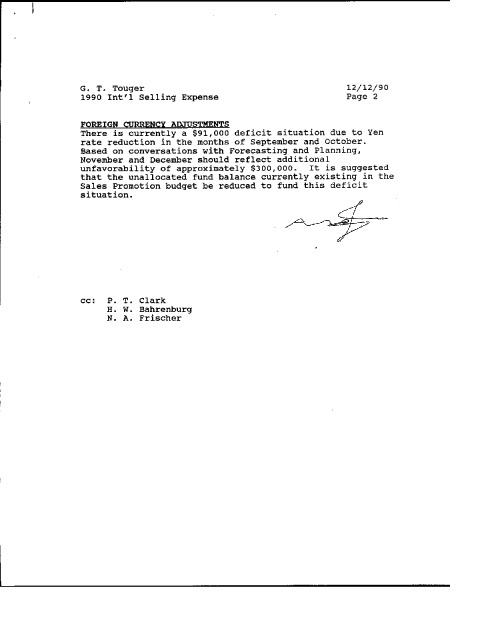 G. T. Touger 12/12/90
1990 Int'l Selling Expense Page 2
FOREIGN CURRENCY ADJUSTMENTS
There is currently a $91,000 deficit situation due to Yen
rate reduction in the months of September and October.
Based on conversations with Forecasting and Planning,
November and December should reflect additional
unfavorability of approximately $300,000. It is suggested
that the unallocated fund balance currently existing in the
Sales Promotion budget be reduced to fund this deficit
situation.
cc: P. T. Clark
H. W. Bahrenburg
N. A. Frischer